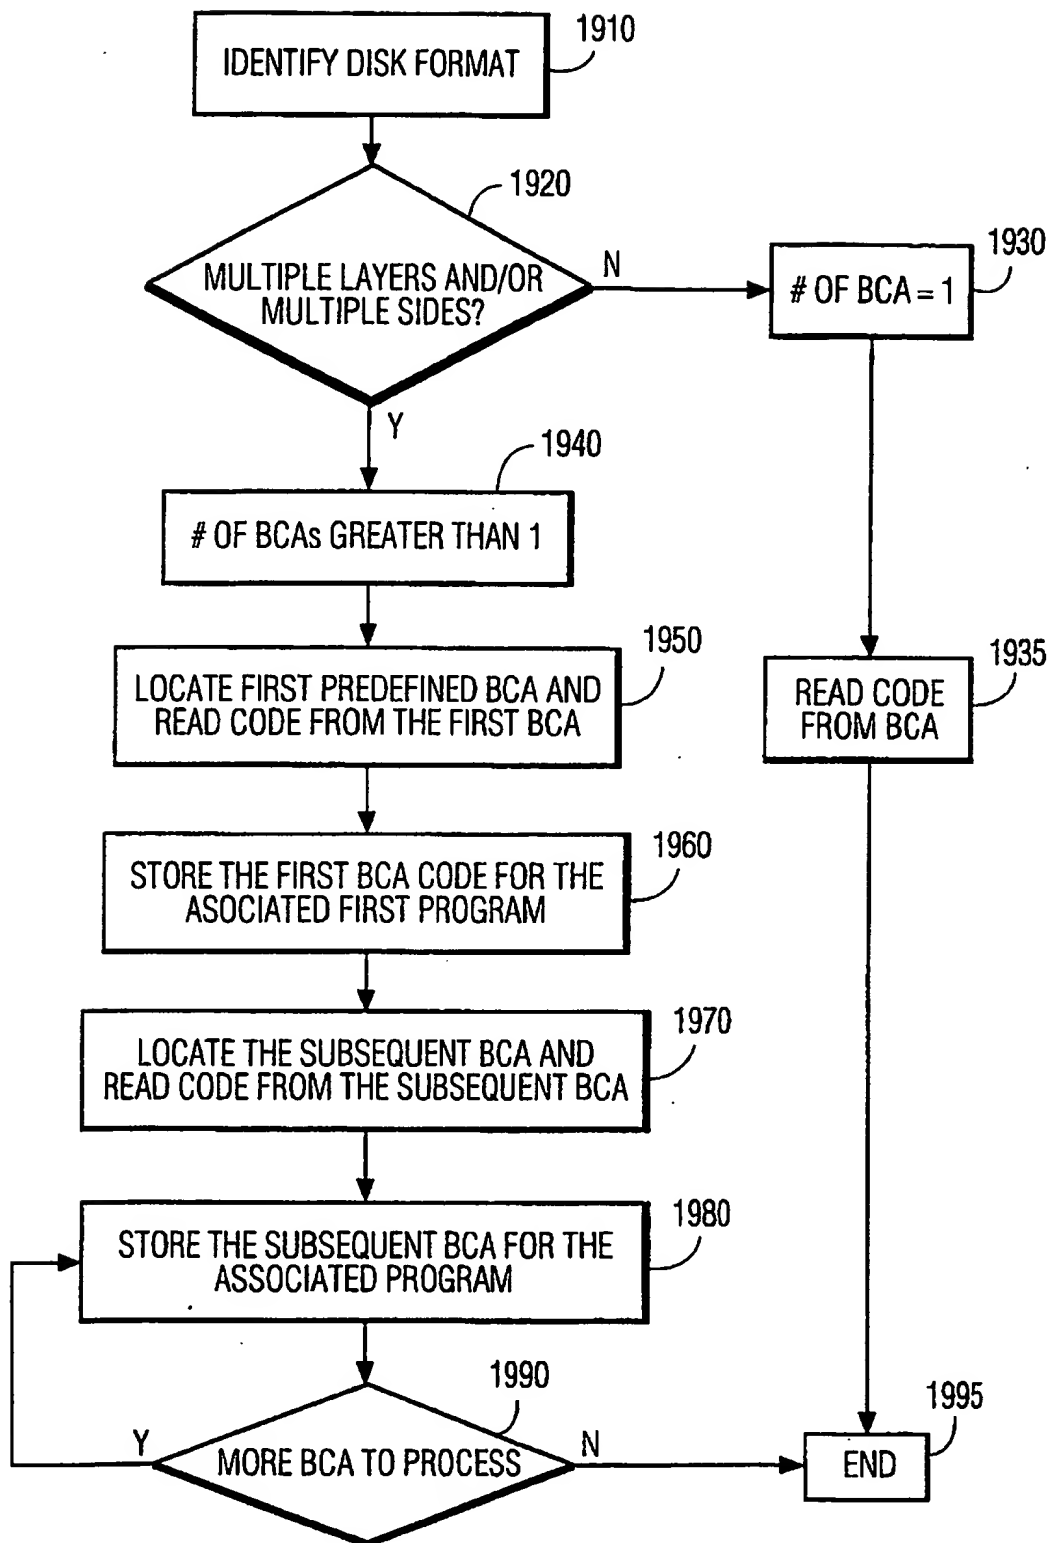 1910
IDENTIFY DISK FORMAT
1920
MULTIPLE LAYERS AND/OR
MULTIPLE SIDES?
N
1930
# OF BCA = 1
Y
1940
# OF BCAs GREATER THAN 1
1950
LOCATE FIRST PREDEFINED BCA AND
READ CODE FROM THE FIRST BCA
1935
READ CODE
FROM BCA
1960
STORE THE FIRST BCA CODE FOR THE
ASOCIATED FIRST PROGRAM
1970
LOCATE THE SUBSEQUENT BCA AND
READ CODE FROM THE SUBSEQUENT BCA
1980
STORE THE SUBSEQUENT BCA FOR THE
ASSOCIATED PROGRAM
1990
Y
MORE BCA TO PROCESS
N
1995
END